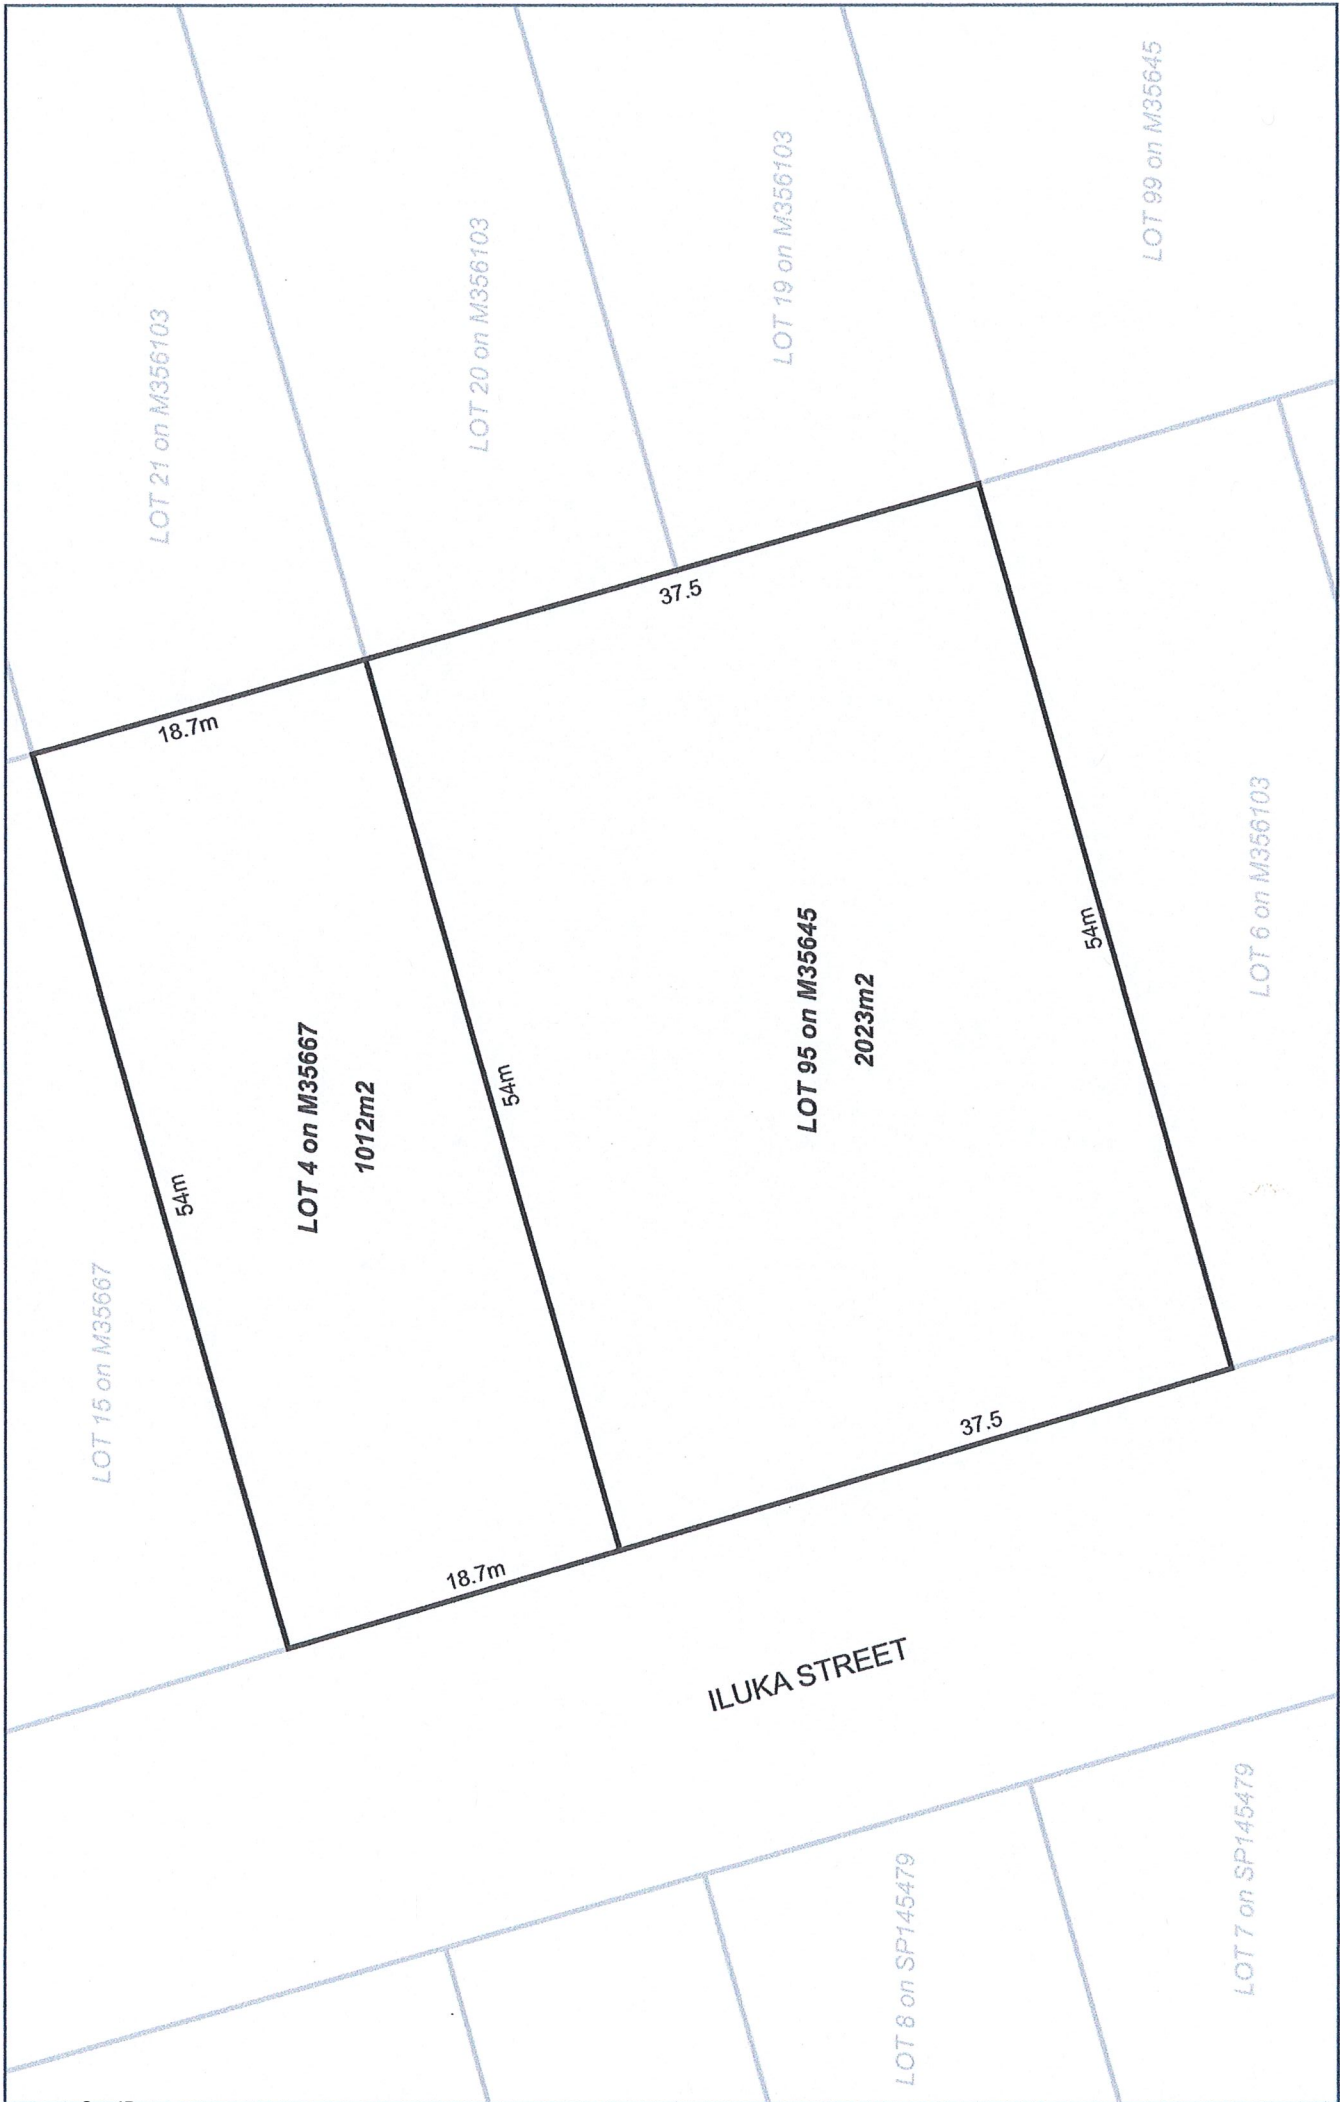 LOT 99 on M35645
LOT 19 on M356103
LOT 20 on M356103
LOT 21 on M356103
37.5
18.7m
LOT 6 on M356103
54m
LOT 95 on M35645
2023m2
54m
LOT 4 on M35667
1012m2
54m
LOT 15 on M35667
37.5
18.7m
ILUKA STREET
LOT 7 on SP145479
LOT 8 on SP145479